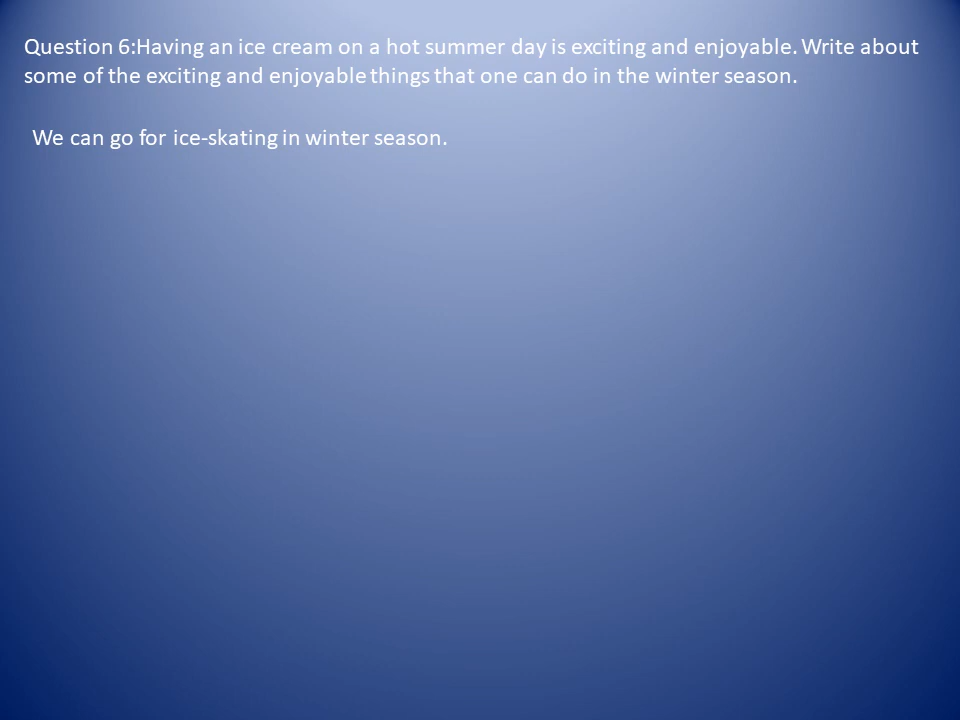 Question 6:Having an ice cream on a hot summer day is exciting and enjoyable. Write about
some of the exciting and enjoyable things that one can do in the winter season.
We can go for ice-skating in winter season.